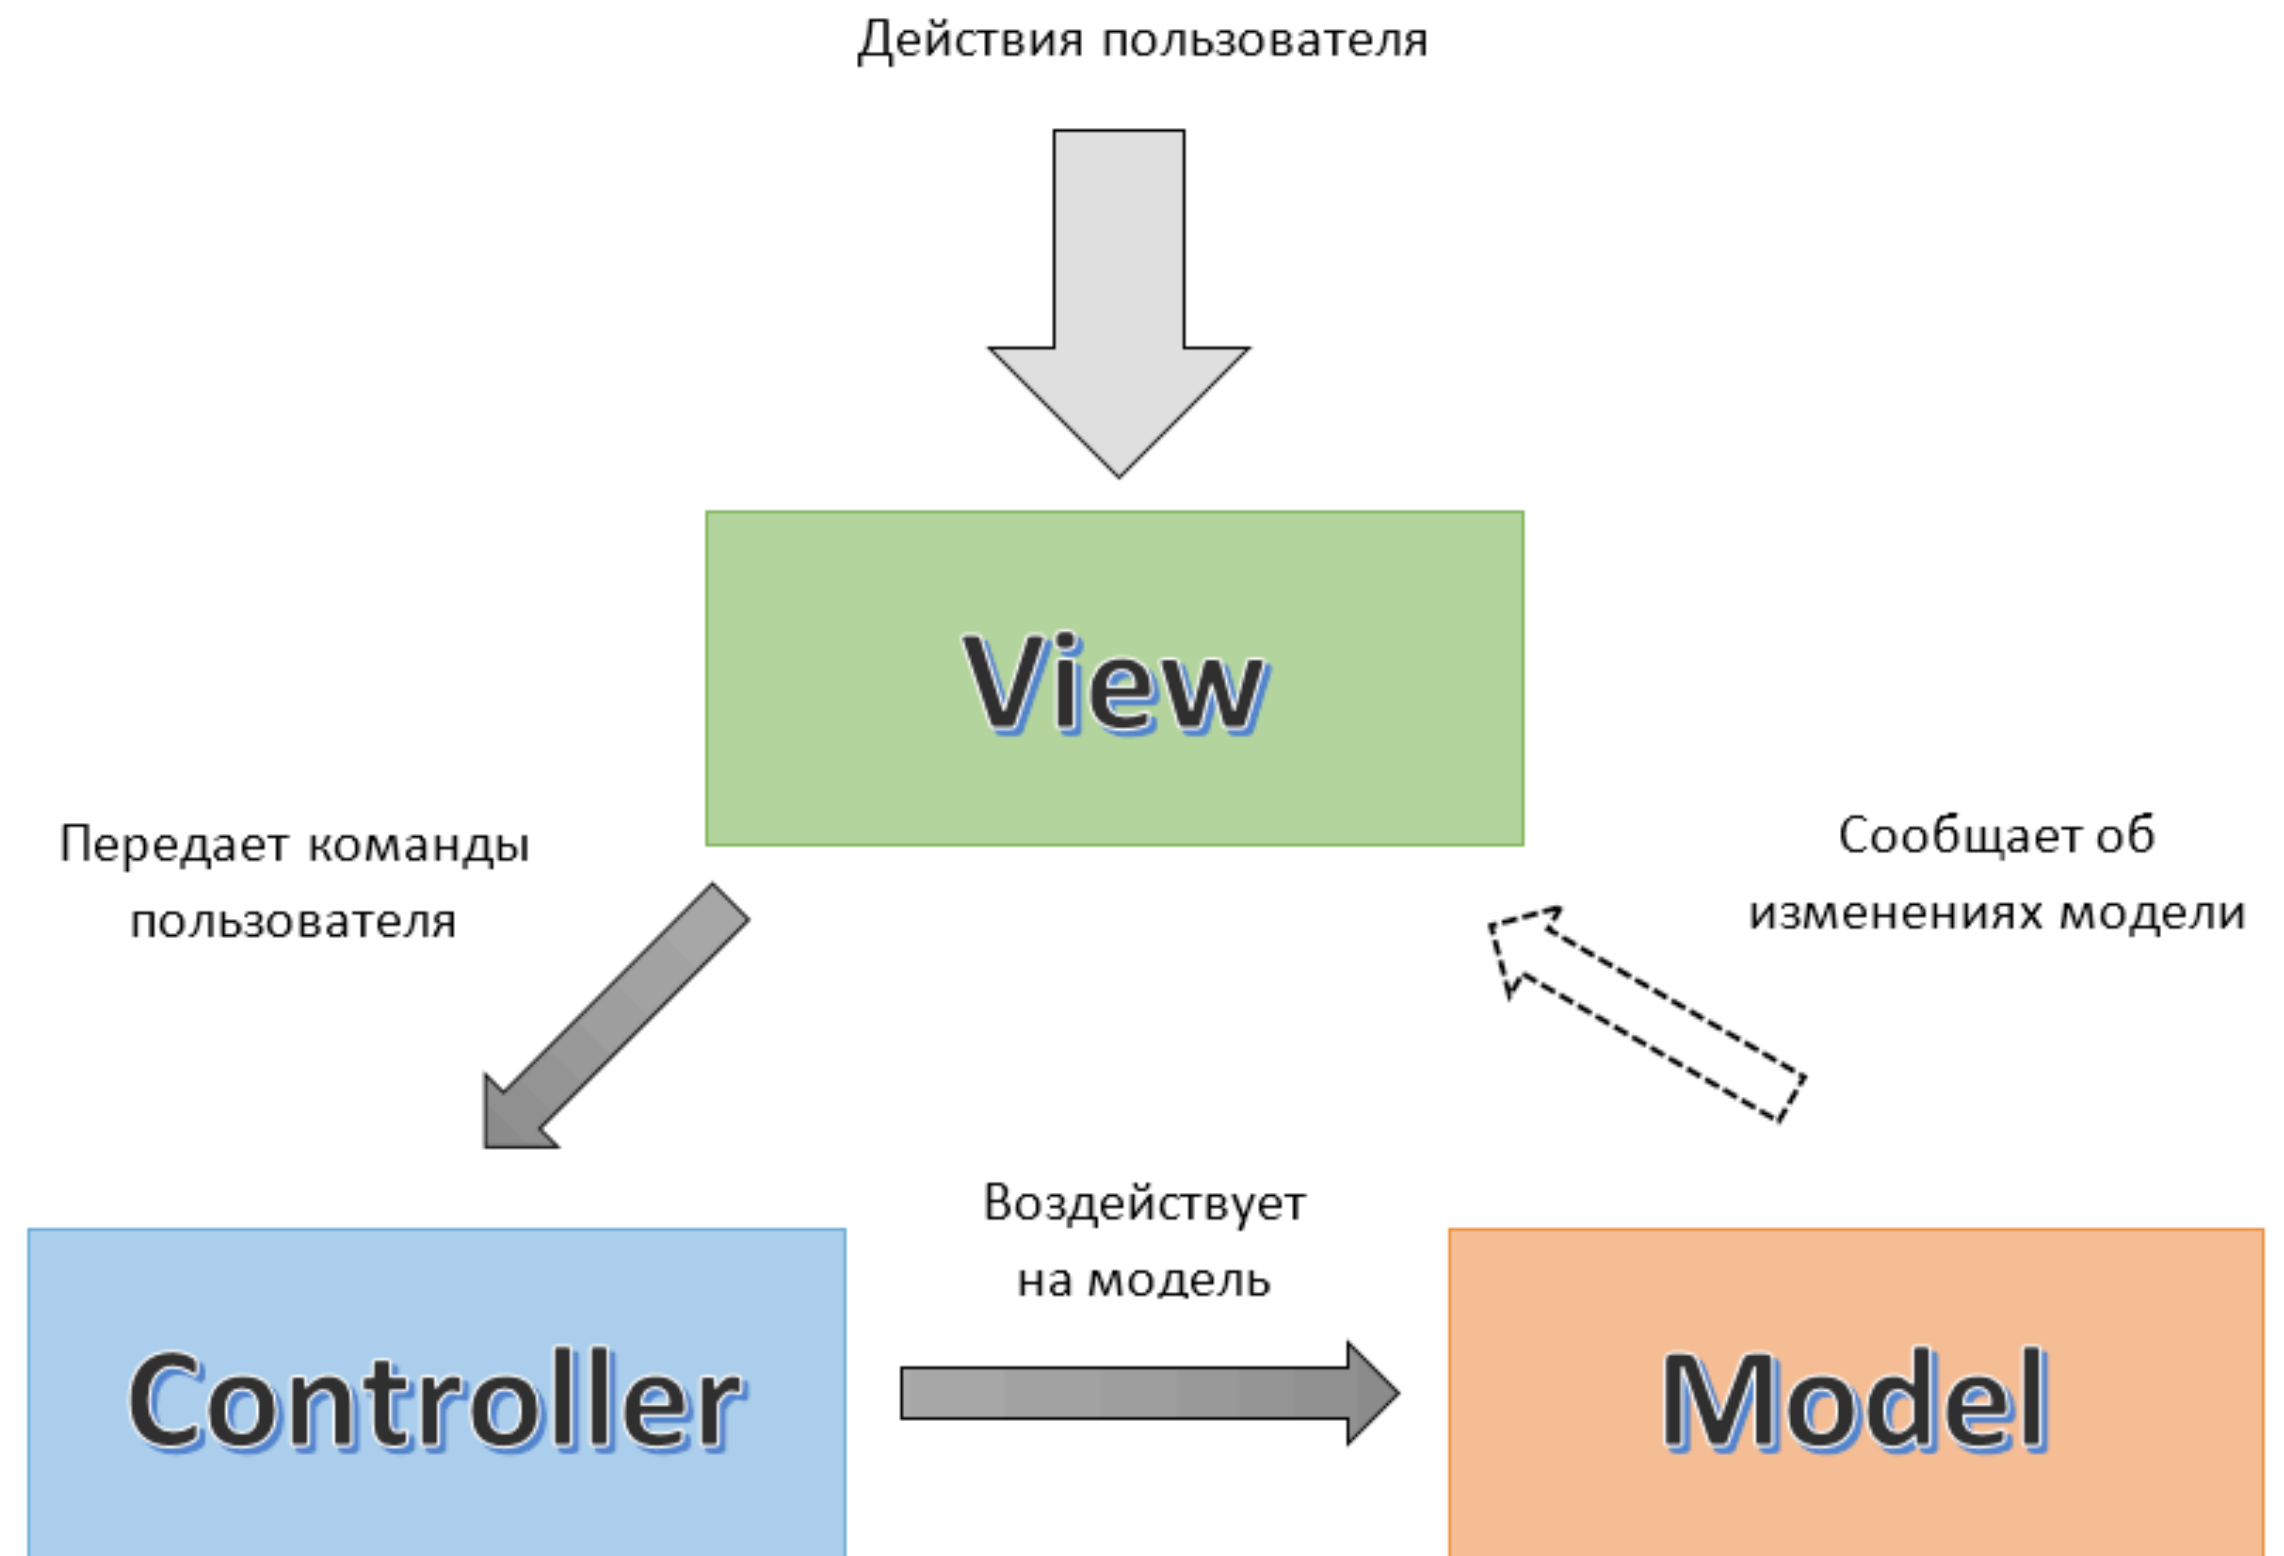 Действия пользователя
View
Передает команды
пользователя
Сообщает об
изменениях модели
Воздействует
на модель
Controller
Model